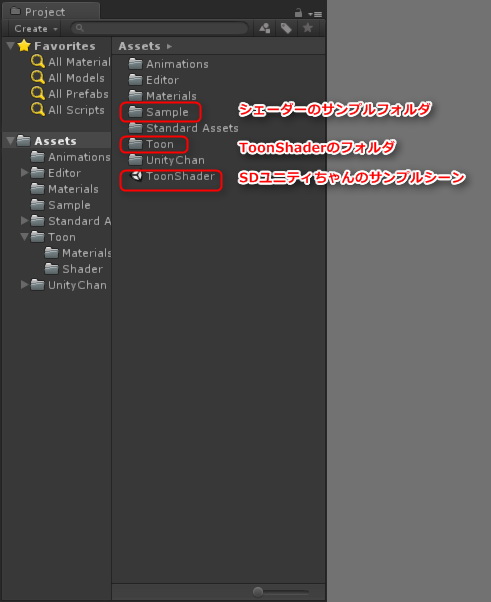 Project
Create
Favorites
All Material
All Models
All Prefabs
All Scripts
Assets
Animations
Editor
Materials
Sample
Standard A
Toon
Materials
Shader
UnityChan
Assets
Animations
Editor
Materials
Sample
Standard Assets
Toon
UnityChan
ToonShader
シェーダーのサンプルフォルダ
ToonShaderのフォルダ
SDユニティちゃんのサンプルシーン